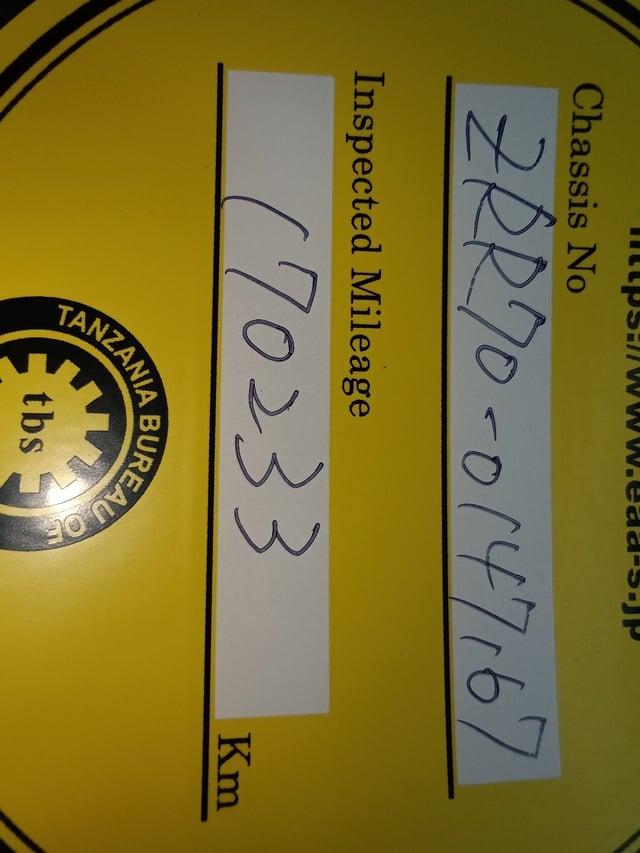 https://www.eaa-s.jp
Chassis No
ZRR70-0147167
Inspected Mileage
170233 Km
TANZANIA BUREAU OF
tbs